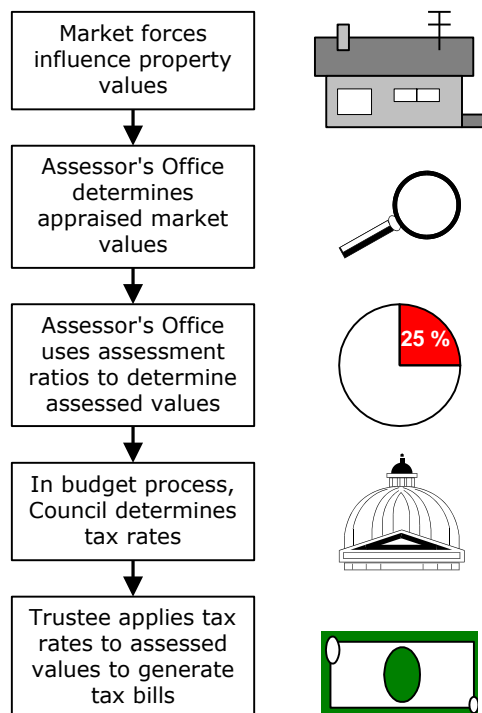 Market forces
influence property
values
Assessor's Office
determines
appraised market
values
Assessor's Office
uses assessment
ratios to determine
assessed values
25 %
In budget process,
Council determines
tax rates
Trustee applies tax
rates to assessed
values to generate
tax bills